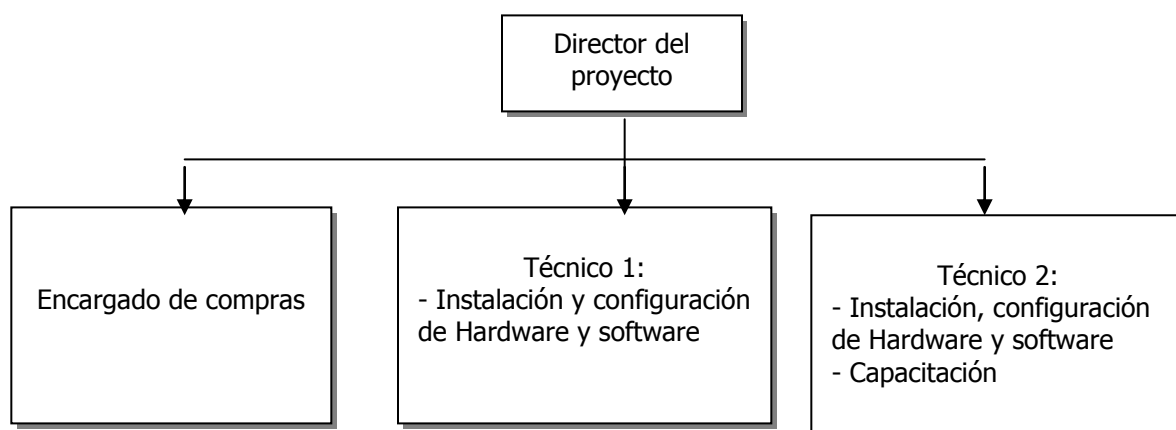 Director del
proyecto
Encargado de compras
Técnico 1:
- Instalación y configuración
de Hardware y software
Técnico 2:
- Instalación, configuración
de Hardware y software
- Capacitación